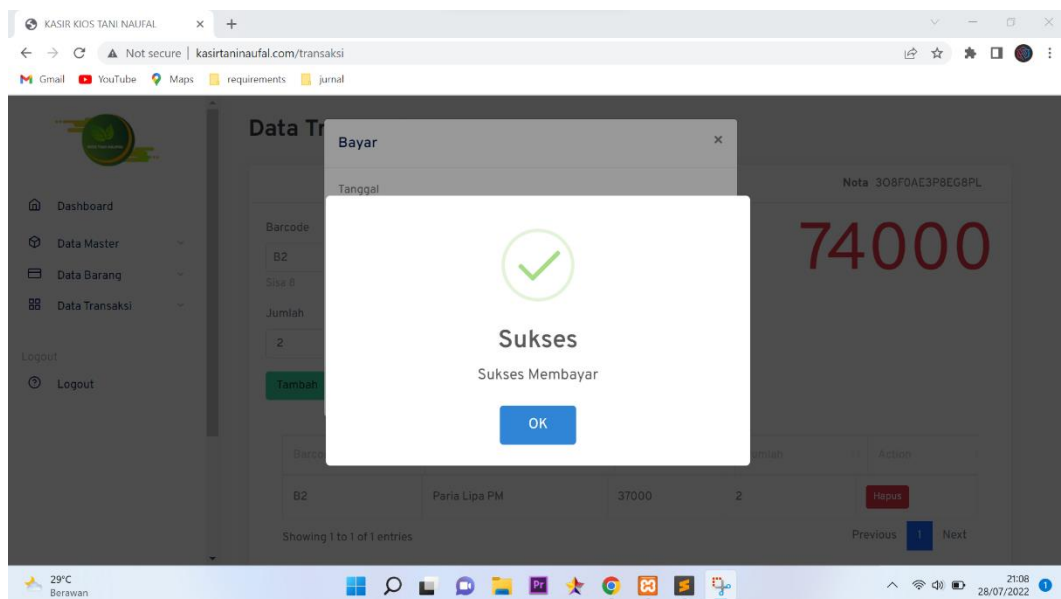 KASIR KIOS TANI NAUFAL
Not secure | kasirtaninaufal.com/transaksi
Gmail YouTube Maps requirements jurnal
Data Tr
Bayar
Tanggal
Nota 3O8F0AE3P8EG8PL
Dashboard
Data Master
Data Barang
Data Transaksi
Logout
Logout
Barcode
B2
Sisa 8
Jumlah
2
Tambah
74000
Sukses
Sukses Membayar
OK
Action
B2 Paria Lipa PM 37000 2 Hapus
Showing 1 to 1 of 1 entries
Previous 1 Next
29°C
Berawan
21:08
28/07/2022
1